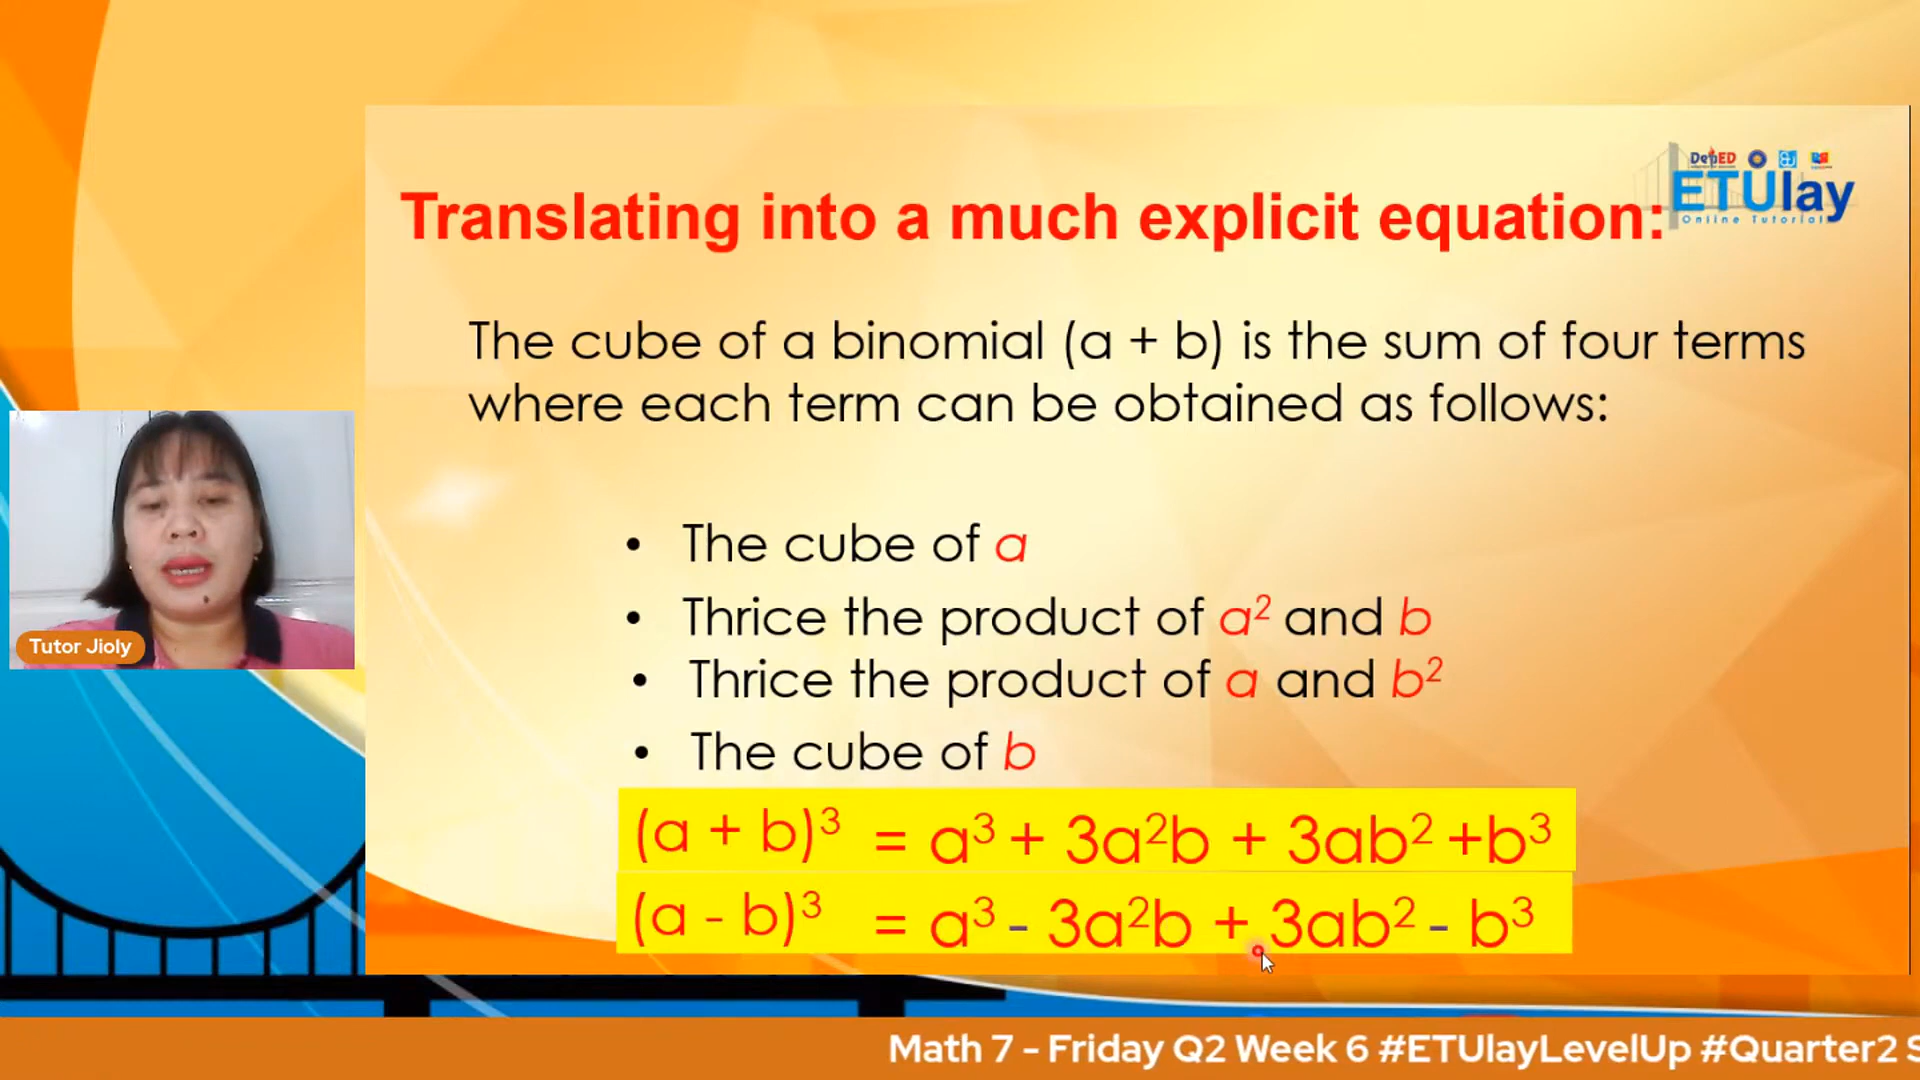 DepED
ETUlay
Online Tutorial
Translating into a much explicit equation:
The cube of a binomial (a + b) is the sum of four terms
where each term can be obtained as follows:
• The cube of a
• Thrice the product of a² and b
• Thrice the product of a and b²
• The cube of b
(a + b)³ = a³ + 3a²b + 3ab² +b³
(a - b)³ = a³ - 3a²b + 3ab² - b³
Tutor Jioly
Math 7 - Friday Q2 Week 6 #ETUlayLevelUp #Quarter2 S